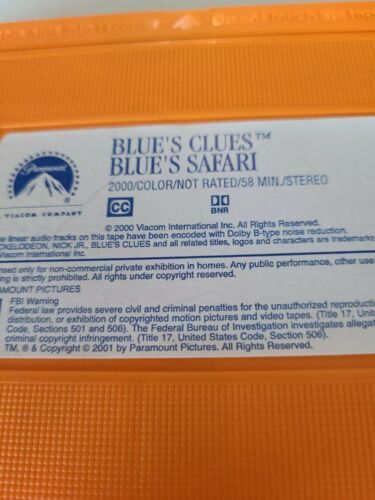 Paramount
A VIACOM COMPANY
BLUE'S CLUES™
BLUE'S SAFARI
2000/COLOR/NOT RATED/58 MIN./STEREO
CC
BNR
© 2000 Viacom International Inc. All Rights Reserved.
linear audio tracks on this tape have been encoded with Dolby B-type noise reduction.
NICK JR., BLUE'S CLUES and all related titles, logos and characters are trademarks
Viacom International Inc.
only for non-commercial private exhibition in homes. Any public performance, other use,
is strictly prohibited. All rights under copyright reserved.
PICTURES
FBI Warning
Federal law provides severe civil and criminal penalties for the unauthorized
distribution, or exhibition of copyrighted motion pictures and video tapes. (Title 17,
Code, Sections 501 and 506). The Federal Bureau of Investigation investigates
criminal copyright infringement. (Title 17, United States Code, Section 506).
TM, ® & Copyright © 2001 by Paramount Pictures. All Rights Reserved.